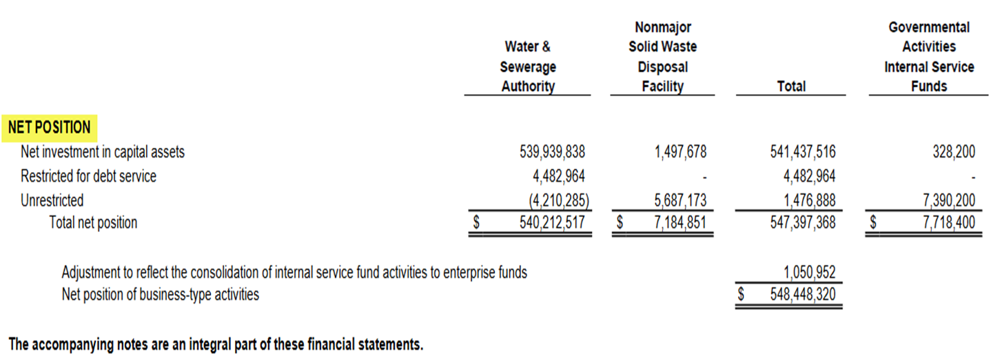 Nonmajor Governmental
Water & Solid Waste Activities
Sewerage Disposal Internal Service
Authority Facility Total Funds
NET POSITION
Net investment in capital assets 539,939,838 1,497,678 541,437,516 328,200
Restricted for debt service 4,482,964 - 4,482,964 -
Unrestricted (4,210,285) 5,687,173 1,476,888 7,390,200
Total net position $ 540,212,517 $ 7,184,851 547,397,368 $ 7,718,400
Adjustment to reflect the consolidation of internal service fund activities to enterprise funds 1,050,952
Net position of business-type activities $ 548,448,320
The accompanying notes are an integral part of these financial statements.